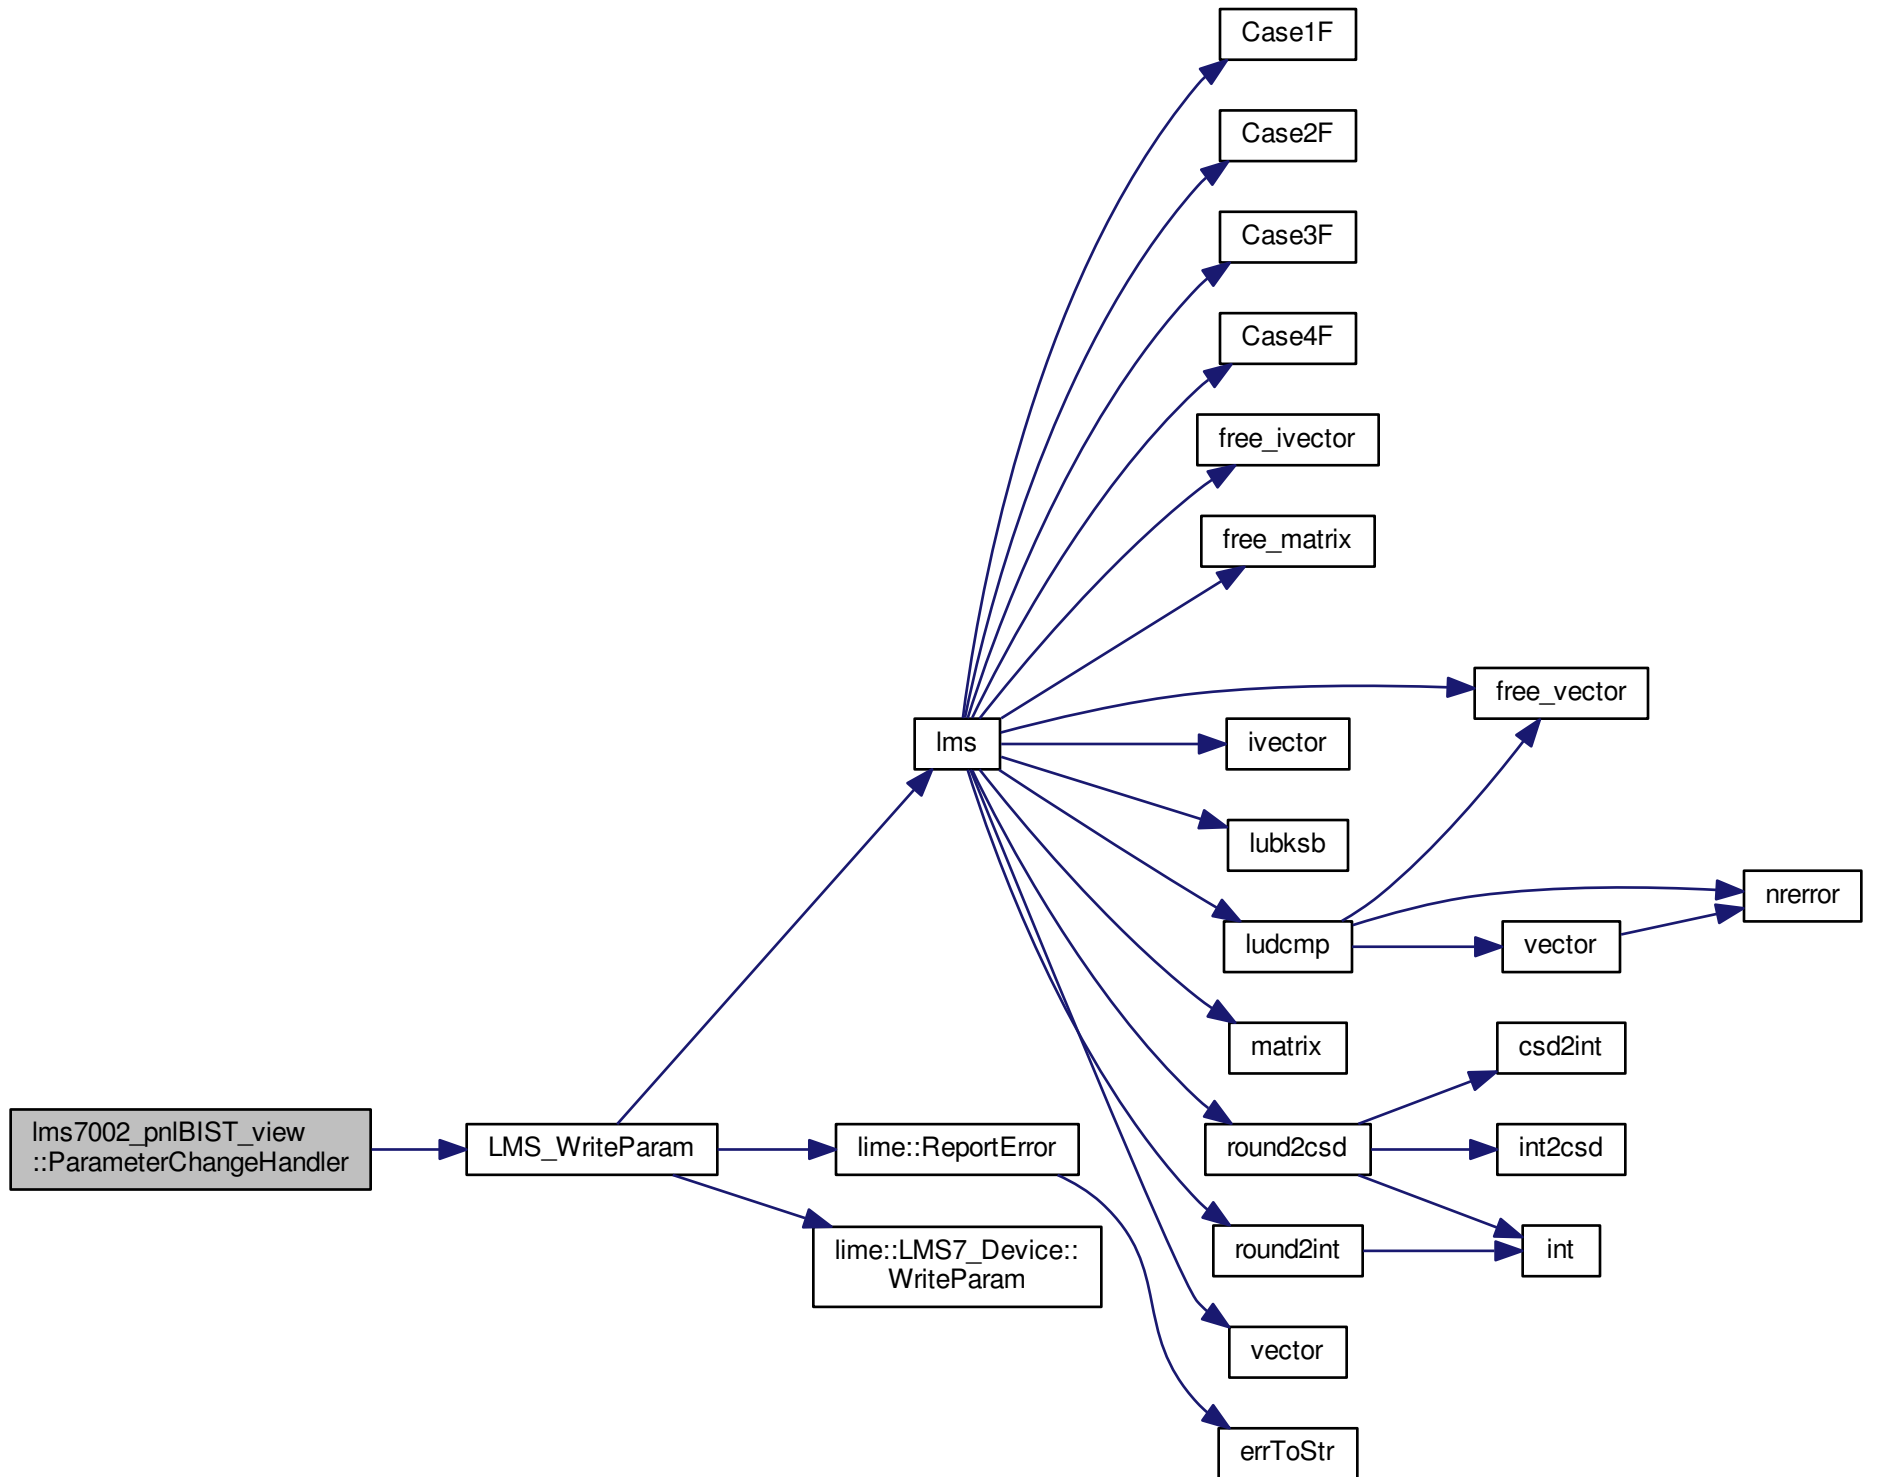 Case1F
Case2F
Case3F
Case4F
free_ivector
free_matrix
free_vector
lms
ivector
lubksb
nrerror
ludcmp
vector
matrix
csd2int
lms7002_pnlBIST_view
::ParameterChangeHandler
LMS_WriteParam
lime::ReportError
round2csd
int2csd
lime::LMS7_Device::
WriteParam
round2int
int
vector
errToStr